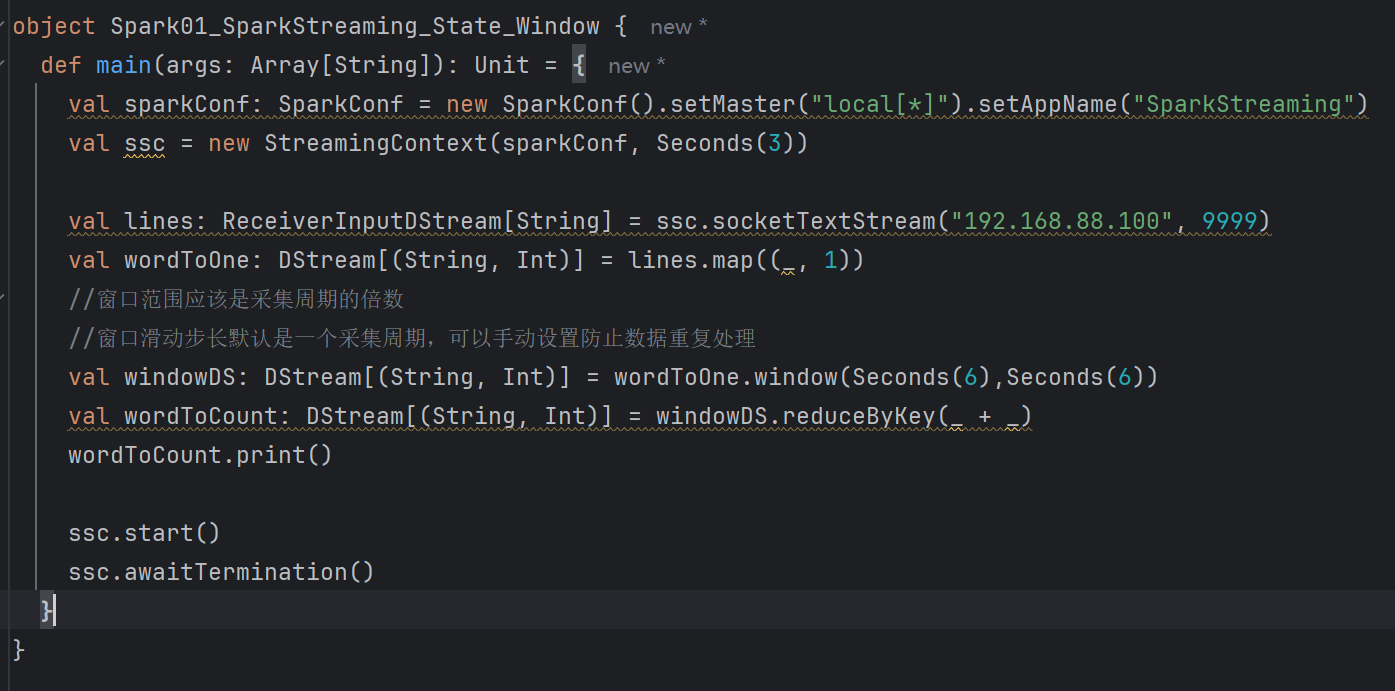 object Spark01_SparkStreaming_State_Window {  new *
  def main(args: Array[String]): Unit = {  new *
    val sparkConf: SparkConf = new SparkConf().setMaster("local[*]").setAppName("SparkStreaming")
    val ssc = new StreamingContext(sparkConf, Seconds(3))
    val lines: ReceiverInputDStream[String] = ssc.socketTextStream("192.168.88.100", 9999)
    val wordToOne: DStream[(String, Int)] = lines.map((_, 1))
    //窗口范围应该是采集周期的倍数
    //窗口滑动步长默认是一个采集周期，可以手动设置防止数据重复处理
    val windowDS: DStream[(String, Int)] = wordToOne.window(Seconds(6),Seconds(6))
    val wordToCount: DStream[(String, Int)] = windowDS.reduceByKey(_ + _)
    wordToCount.print()
    ssc.start()
    ssc.awaitTermination()
  }
}